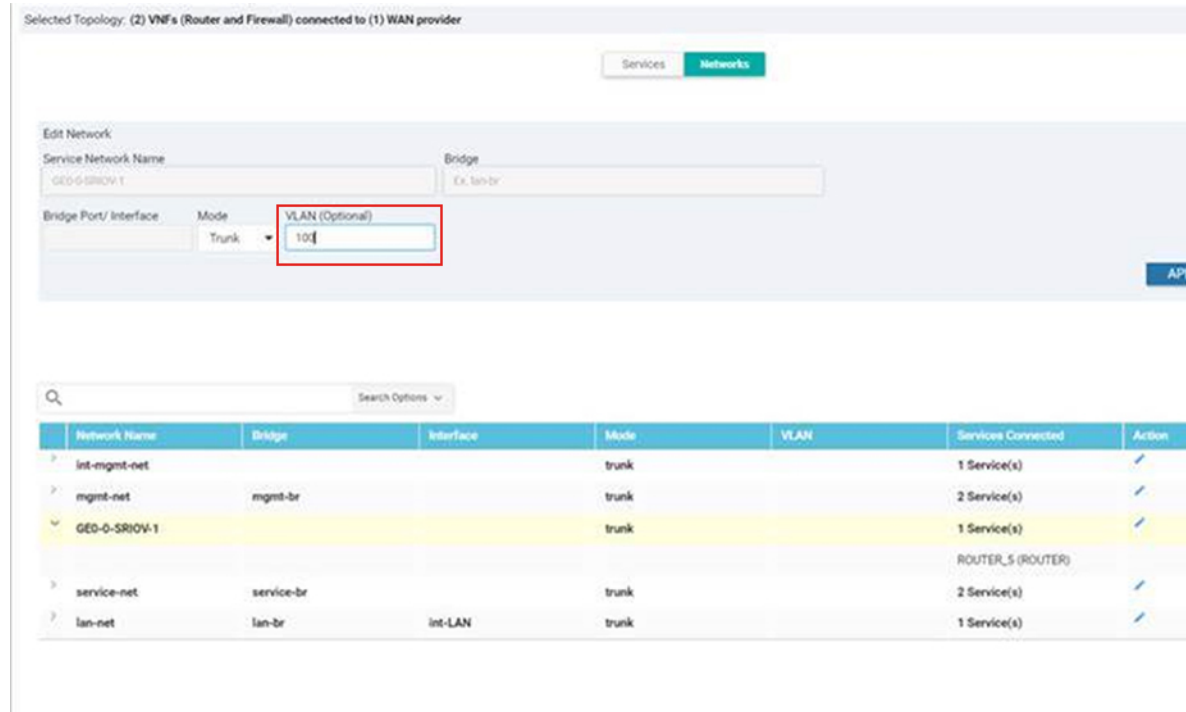 Selected Topology: (2) VNFs (Router and Firewall) connected to (1) WAN provider
Services Networks
Edit Network
Service Network Name Bridge
GE0-0-SRIOV-1 Ex. lan-br
Bridge Port/ Interface Mode VLAN (Optional)
Trunk 100
Search Options
Network Name Bridge Interface Mode VLAN Services Connected Action
int-mgmt-net trunk 1 Service(s)
mgmt-net mgmt-br trunk 2 Service(s)
GE0-0-SRIOV-1 trunk 1 Service(s)
ROUTER_5 (ROUTER)
service-net service-br trunk 2 Service(s)
lan-net lan-br int-LAN trunk 1 Service(s)